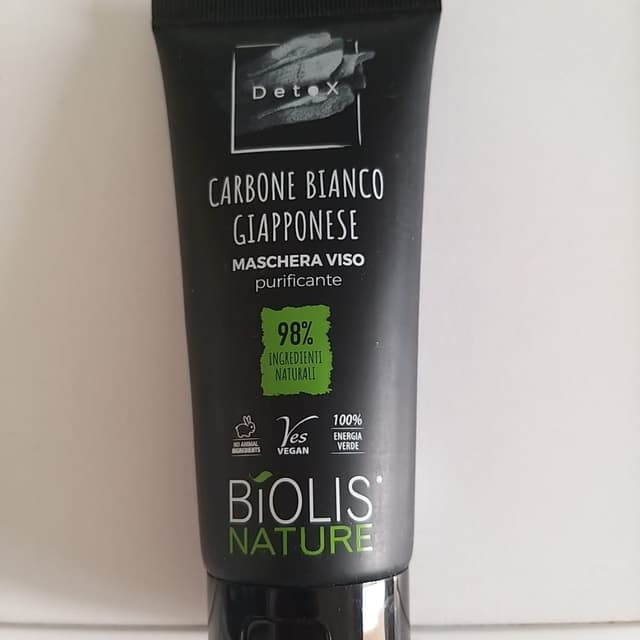 DetoX
CARBONE BIANCO
GIAPPONESE
MASCHERA VISO
purificante
98%
INGREDIENTI
NATURALI
NO ANIMAL
INGREDIENTS
Yes
VEGAN
100%
ENERGIA
VERDE
BIOLIS
NATURE